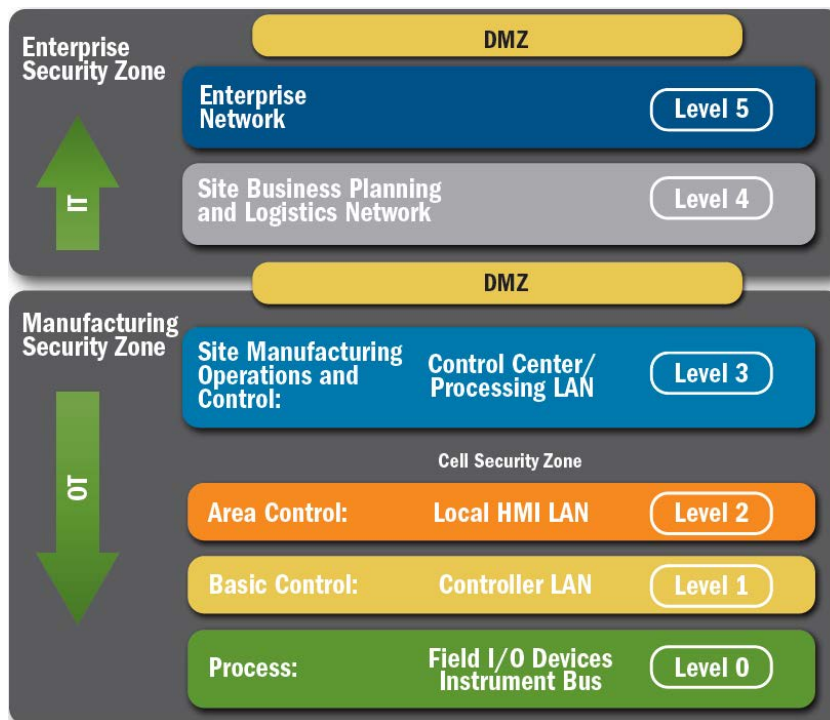 DMZ
Enterprise
Security Zone
Enterprise
Network
Level 5
IT
Site Business Planning
and Logistics Network
Level 4
DMZ
Manufacturing
Security Zone
Site Manufacturing
Operations and
Control:
Control Center/
Processing LAN
Level 3
OT
Cell Security Zone
Area Control:
Local HMI LAN
Level 2
Basic Control:
Controller LAN
Level 1
Process:
Field I/O Devices
Instrument Bus
Level 0